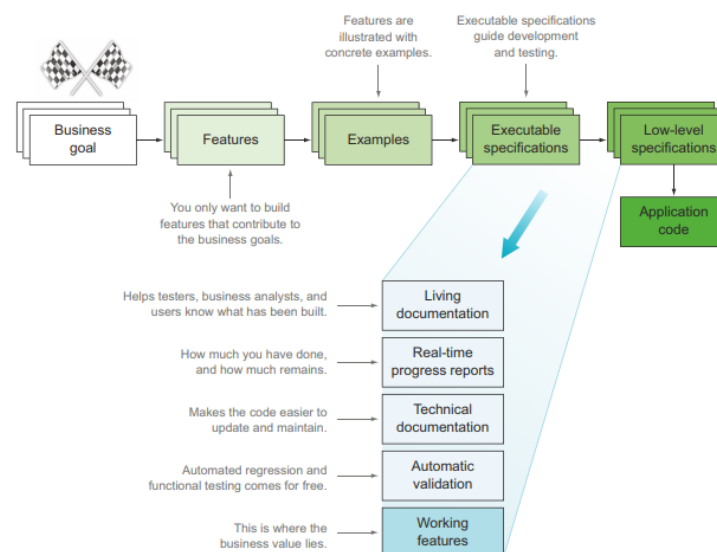 Features are
illustrated with
concrete examples.
Executable specifications
guide development
and testing.
Business
goal
Features
Examples
Executable
specifications
Low-level
specifications
You only want to build
features that contribute to
the business goals.
Application
code
Helps testers, business analysts, and
users know what has been built.
Living
documentation
How much you have done,
and how much remains.
Real-time
progress reports
Makes the code easier to
update and maintain.
Technical
documentation
Automated regression and
functional testing comes for free.
Automatic
validation
This is where the
business value lies.
Working
features